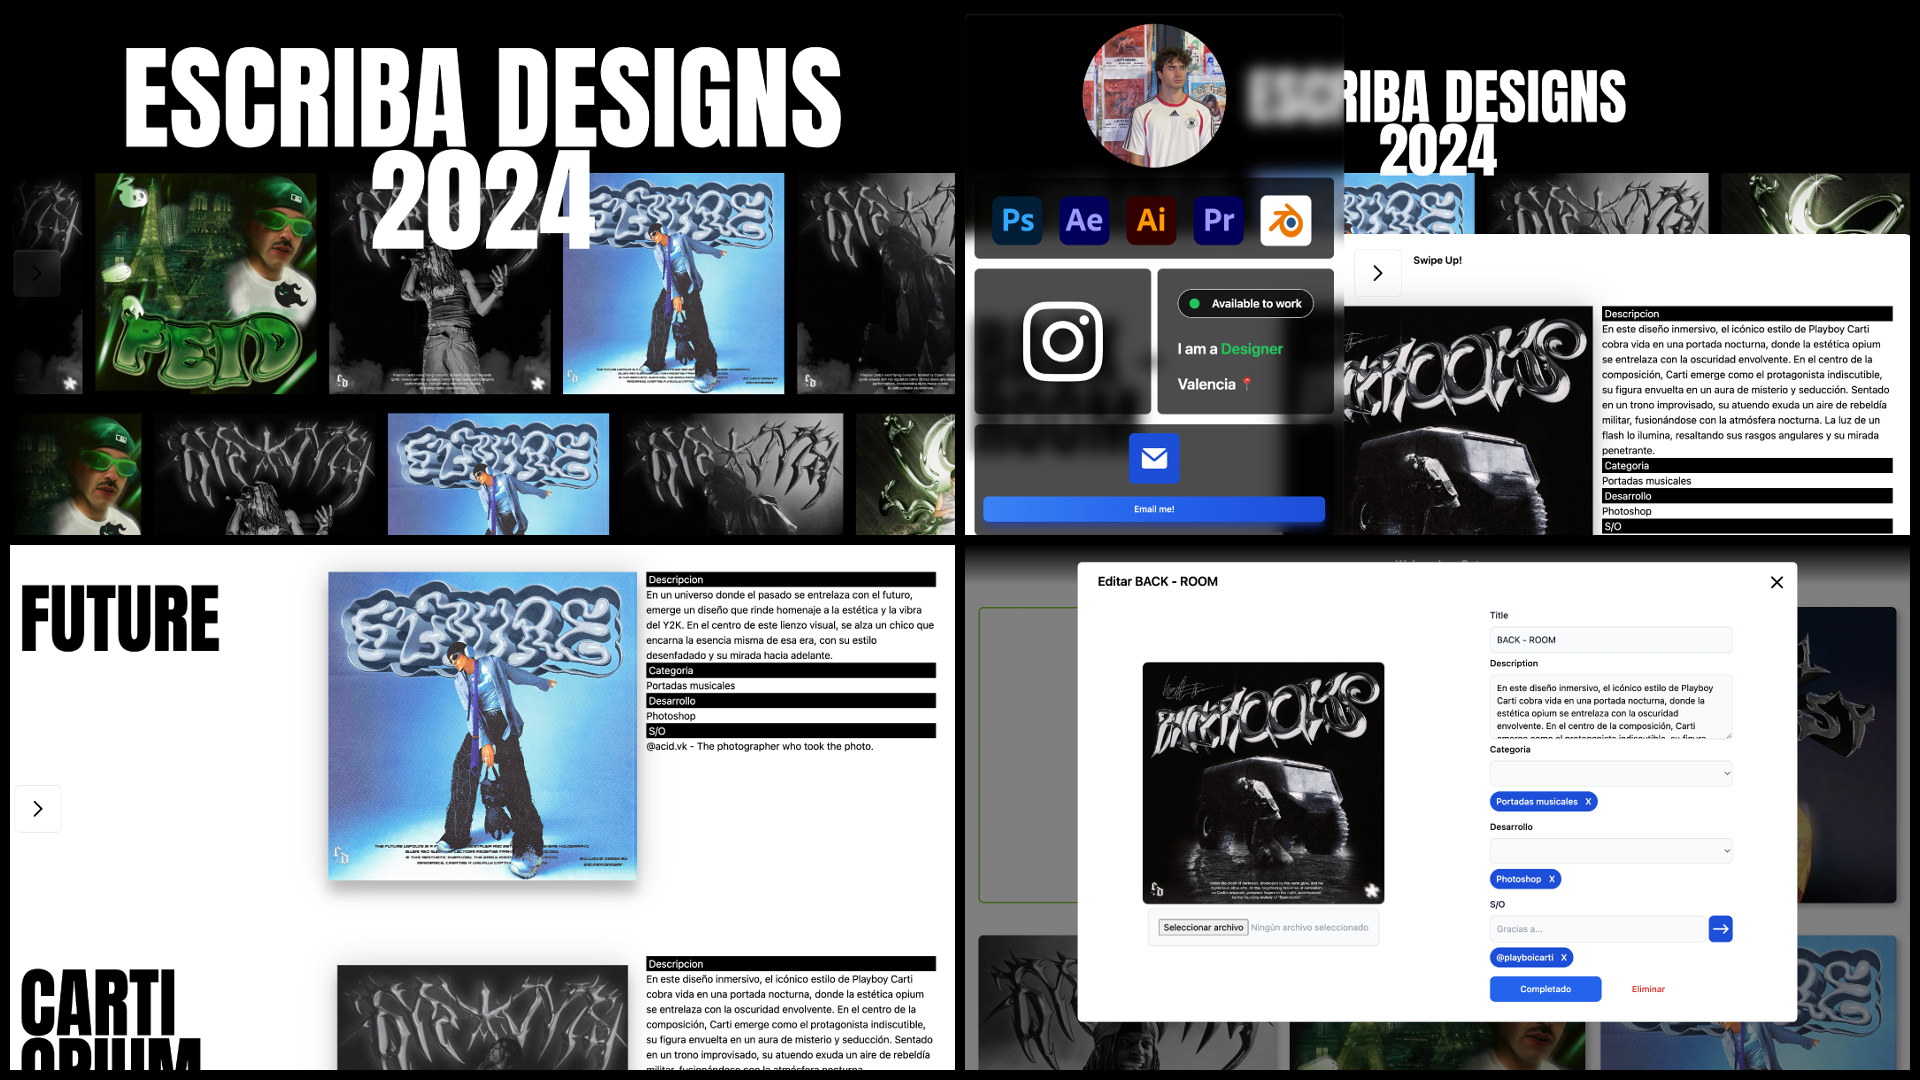 ESCRIBA DESIGNS
2024
FUTURE
PEID
FUTURE
RIBA DESIGNS
2024
Ps
Ae
Ai
Pr
Available to work
I am a Designer
Valencia
Email me!
Swipe Up!
BACKROOMS
Descripcion
En este diseño inmersivo, el icónico estilo de Playboy Carti
cobra vida en una portada nocturna, donde la estética opium
se entrelaza con la oscuridad envolvente. En el centro de la
composición, Carti emerge como el protagonista indiscutible,
su figura envuelta en un aura de misterio y seducción. Sentado
en un trono improvisado, su atuendo exuda un aire de rebeldía
militar, fusionándose con la atmósfera nocturna. La luz de un
flash lo ilumina, resaltando sus rasgos angulares y su mirada
penetrante.
Categoria
Portadas musicales
Desarrollo
Photoshop
S/O
FUTURE
FUTURE
Descripcion
En un universo donde el pasado se entrelaza con el futuro,
emerge un diseño que rinde homenaje a la estética y la vibra
del Y2K. En el centro de este lienzo visual, se alza un chico que
encarna la esencia misma de esa era, con su estilo
desenfadado y su mirada hacia adelante.
Categoria
Portadas musicales
Desarrollo
Photoshop
S/O
@acid.vk - The photographer who took the photo.
CARTI
OPIUM
Descripcion
En este diseño inmersivo, el icónico estilo de Playboy Carti
cobra vida en una portada nocturna, donde la estética opium
se entrelaza con la oscuridad envolvente. En el centro de la
composición, Carti emerge como el protagonista indiscutible,
su figura envuelta en un aura de misterio y seducción. Sentado
en un trono improvisado, su atuendo exuda un aire de rebeldía
militar, fusionándose con la atmósfera nocturna.
Editar BACK - ROOM
BACKROOMS
Seleccionar archivo Ningún archivo seleccionado
Title
BACK - ROOM
Description
En este diseño inmersivo, el icónico estilo de Playboy
Carti cobra vida en una portada nocturna, donde la
estética opium se entrelaza con la oscuridad
envolvente. En el centro de la composición, Carti
emerge como el protagonista indiscutible, su figura
Categoria
Portadas musicales X
Desarrollo
Photoshop X
S/O
Gracias a...
@playboicarti X
Completado
Eliminar